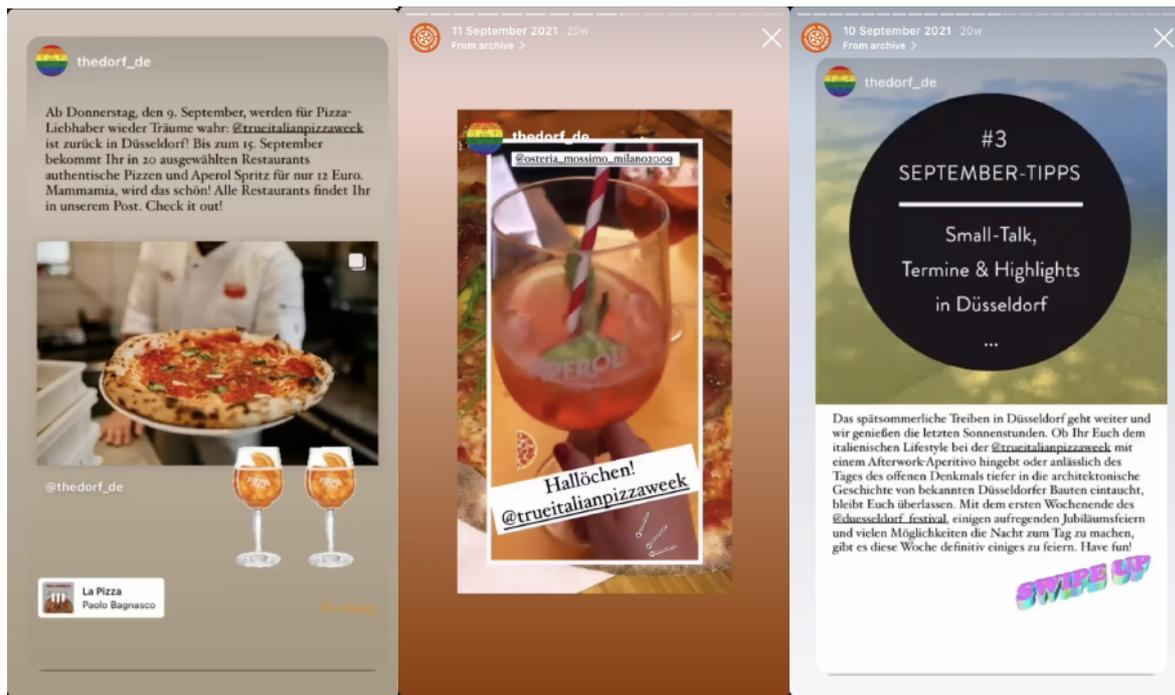 thedorf_de
Ab Donnerstag, den 9. September, werden für Pizza-
Liebhaber wieder Träume wahr: @trueitalianpizzaweek
ist zurück in Düsseldorf! Bis zum 15. September
bekommt Ihr in 20 ausgewählten Restaurants
authentische Pizzen und Aperol Spritz für nur 12 Euro.
Mammamia, wird das schön! Alle Restaurants findet Ihr
in unserem Post. Check it out!
@thedorf_de
La Pizza
Paolo Bagnasco
11 September 2021 20w
From archive >
thedorf_de
@osteria_mossimo_milano2009
APEROL
Hallöchen!
@trueitalianpizzaweek
10 September 2021 20w
From archive >
thedorf_de
#3
SEPTEMBER-TIPPS
Small-Talk,
Termine & Highlights
in Düsseldorf
...
Das spätsommerliche Treiben in Düsseldorf geht weiter und
wir genießen die letzten Sonnenstunden. Ob Ihr Euch dem
italienischen Lifestyle bei der @trueitalianpizzaweek mit
einem Afterwork-Aperitivo hingebt oder anlässlich des
Tages des offenen Denkmals tiefer in die architektonische
Geschichte von bekannten Düsseldorfer Bauten eintaucht,
bleibt Euch überlassen. Mit dem ersten Wochenende des
@duesseldorf_festival, einigen aufregenden Jubiläumsfeiern
und vielen Möglichkeiten die Nacht zum Tag zu machen,
gibt es diese Woche definitiv einiges zu feiern. Have fun!
SWIPE UP